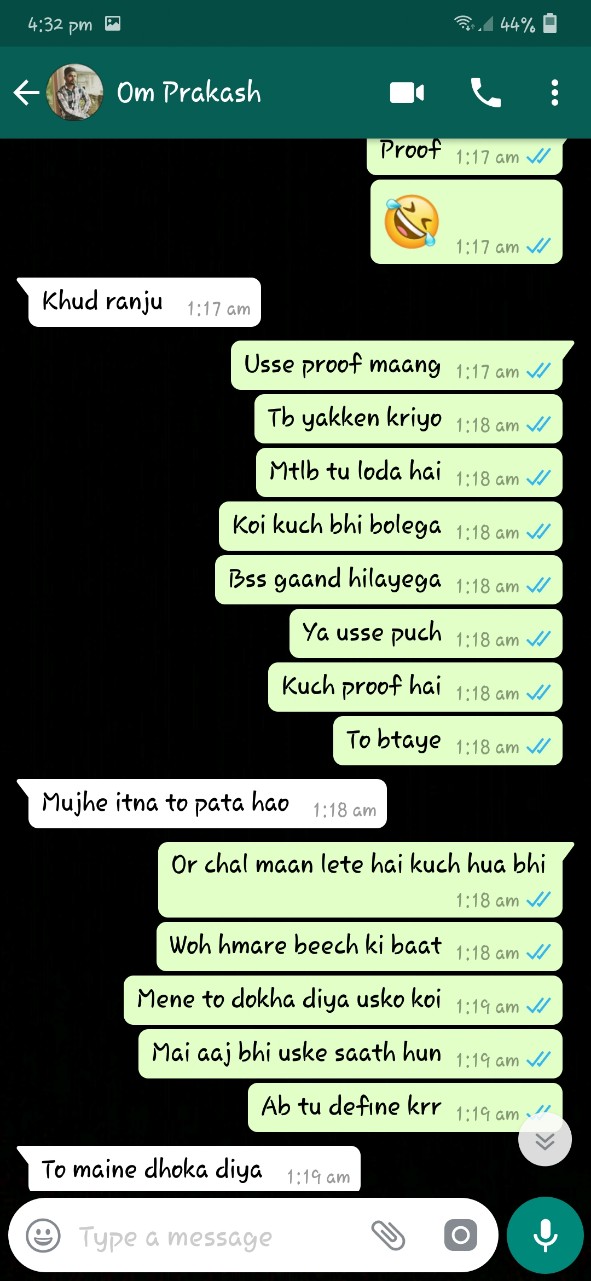 4:32 pm 44%
Om Prakash
Proof 1:17 am
1:17 am
Khud ranju 1:17 am
Usse proof maang 1:17 am
Tb yakken kriyo 1:18 am
Mtlb tu loda hai 1:18 am
Koi kuch bhi bolega 1:18 am
Bss gaand hilayega 1:18 am
Ya usse puch 1:18 am
Kuch proof hai 1:18 am
To btaye 1:18 am
Mujhe itna to pata hao 1:18 am
Or chal maan lete hai kuch hua bhi
1:18 am
Woh hmare beech ki baat 1:18 am
Mene to dokha diya usko koi 1:19 am
Mai aaj bhi uske saath hun 1:19 am
Ab tu define krr 1:19 am
To maine dhoka diya 1:19 am
Type a message